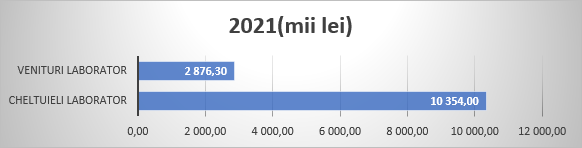 2021(mii lei)
VENITURI LABORATOR 2 876,30
CHELTUIELI LABORATOR 10 354,00
0,00 2 000,00 4 000,00 6 000,00 8 000,00 10 000,00 12 000,00